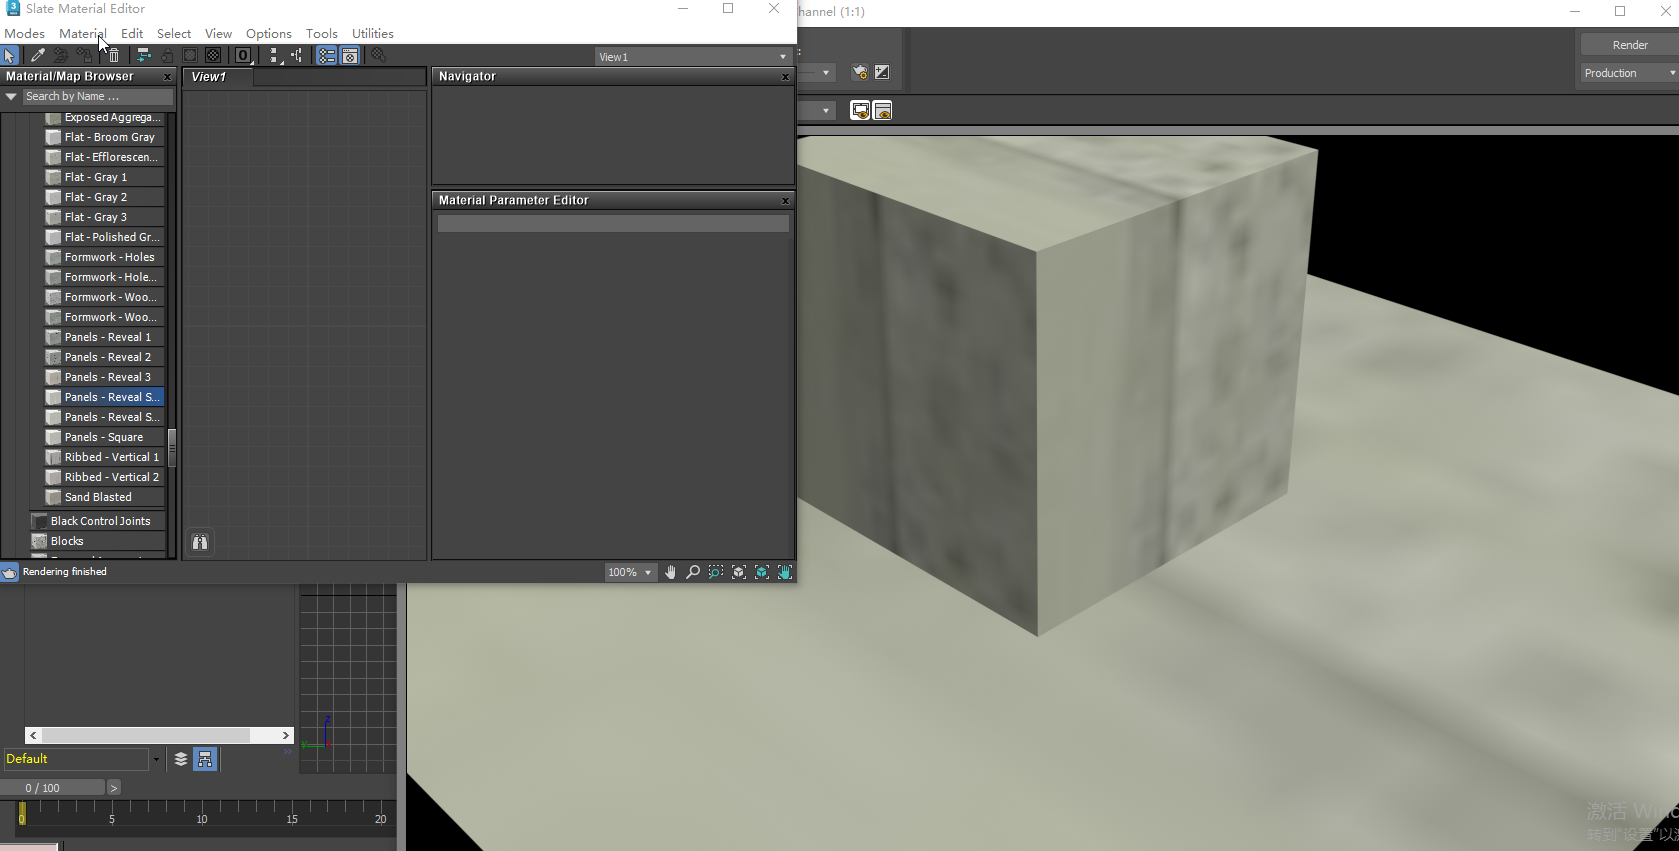 Slate Material Editor
hannel (1:1)
Modes Material Edit Select View Options Tools Utilities
Render
Production
View1
Material/Map Browser
Search by Name ...
View1
Navigator
Material Parameter Editor
Exposed Aggrega...
Flat - Broom Gray
Flat - Efflorescen...
Flat - Gray 1
Flat - Gray 2
Flat - Gray 3
Flat - Polished Gr...
Formwork - Holes
Formwork - Hole...
Formwork - Woo...
Formwork - Woo...
Panels - Reveal 1
Panels - Reveal 2
Panels - Reveal 3
Panels - Reveal S...
Panels - Reveal S...
Panels - Square
Ribbed - Vertical 1
Ribbed - Vertical 2
Sand Blasted
Black Control Joints
Blocks
Rendering finished
100%
Default
0 / 100
0 5 10 15 20
激活 Wind
转到"设置"以